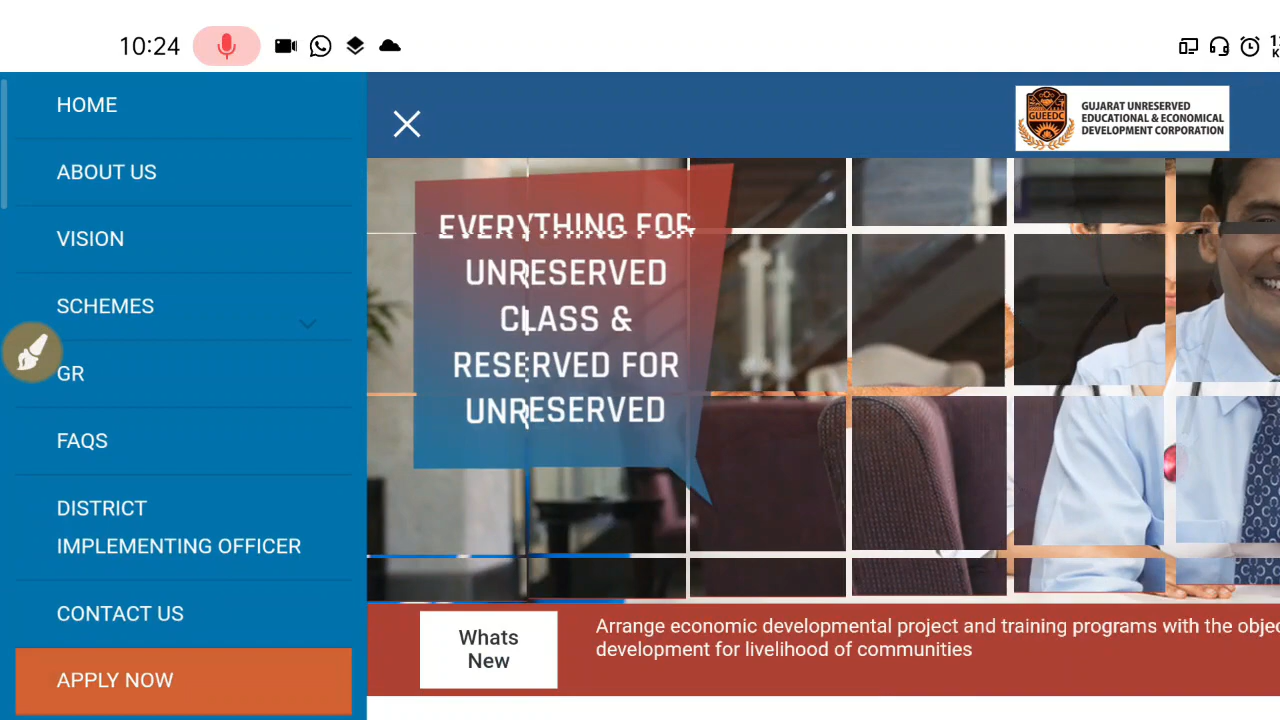 10:24
HOME
ABOUT US
VISION
SCHEMES
GR
FAQS
DISTRICT
IMPLEMENTING OFFICER
CONTACT US
APPLY NOW
GUEEDC
GUJARAT UNRESERVED
EDUCATIONAL & ECONOMICAL
DEVELOPMENT CORPORATION
EVERYTHING FOR
UNRESERVED
CLASS &
RESERVED FOR
UNRESERVED
Whats
New
Arrange economic developmental project and training programs with the
development for livelihood of communities